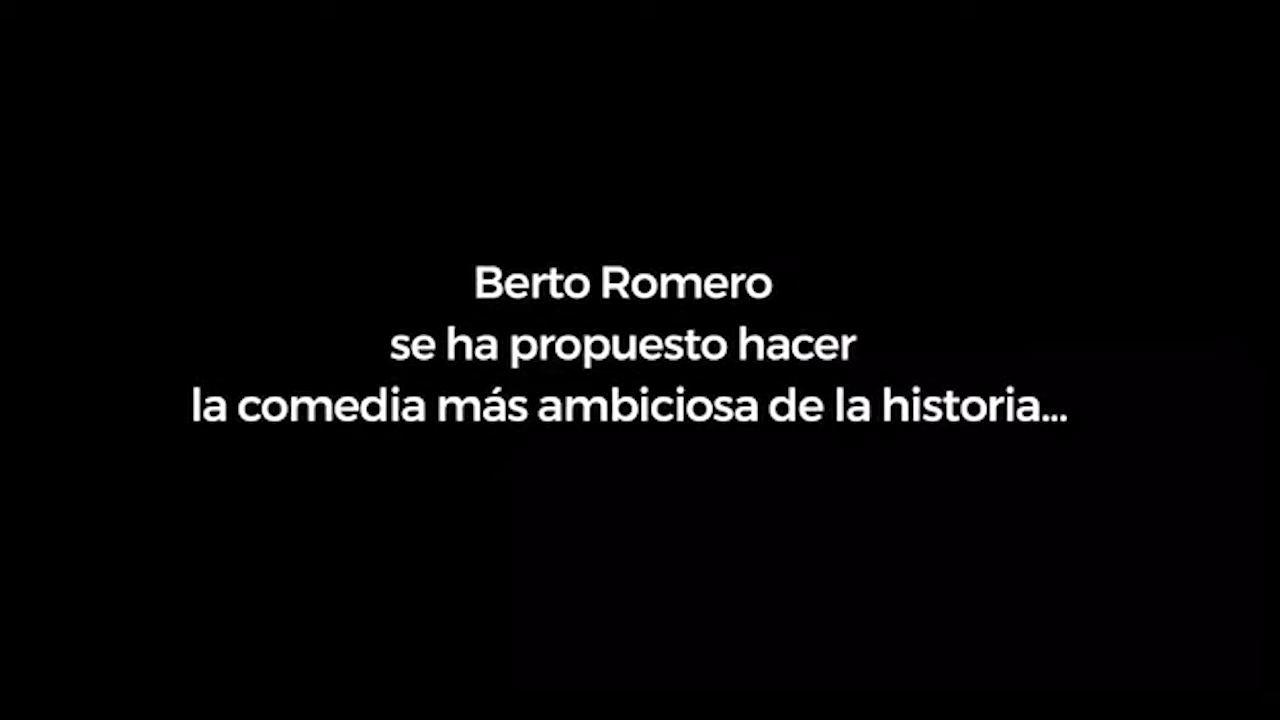 Berto Romero
se ha propuesto hacer
la comedia más ambiciosa de la historia...